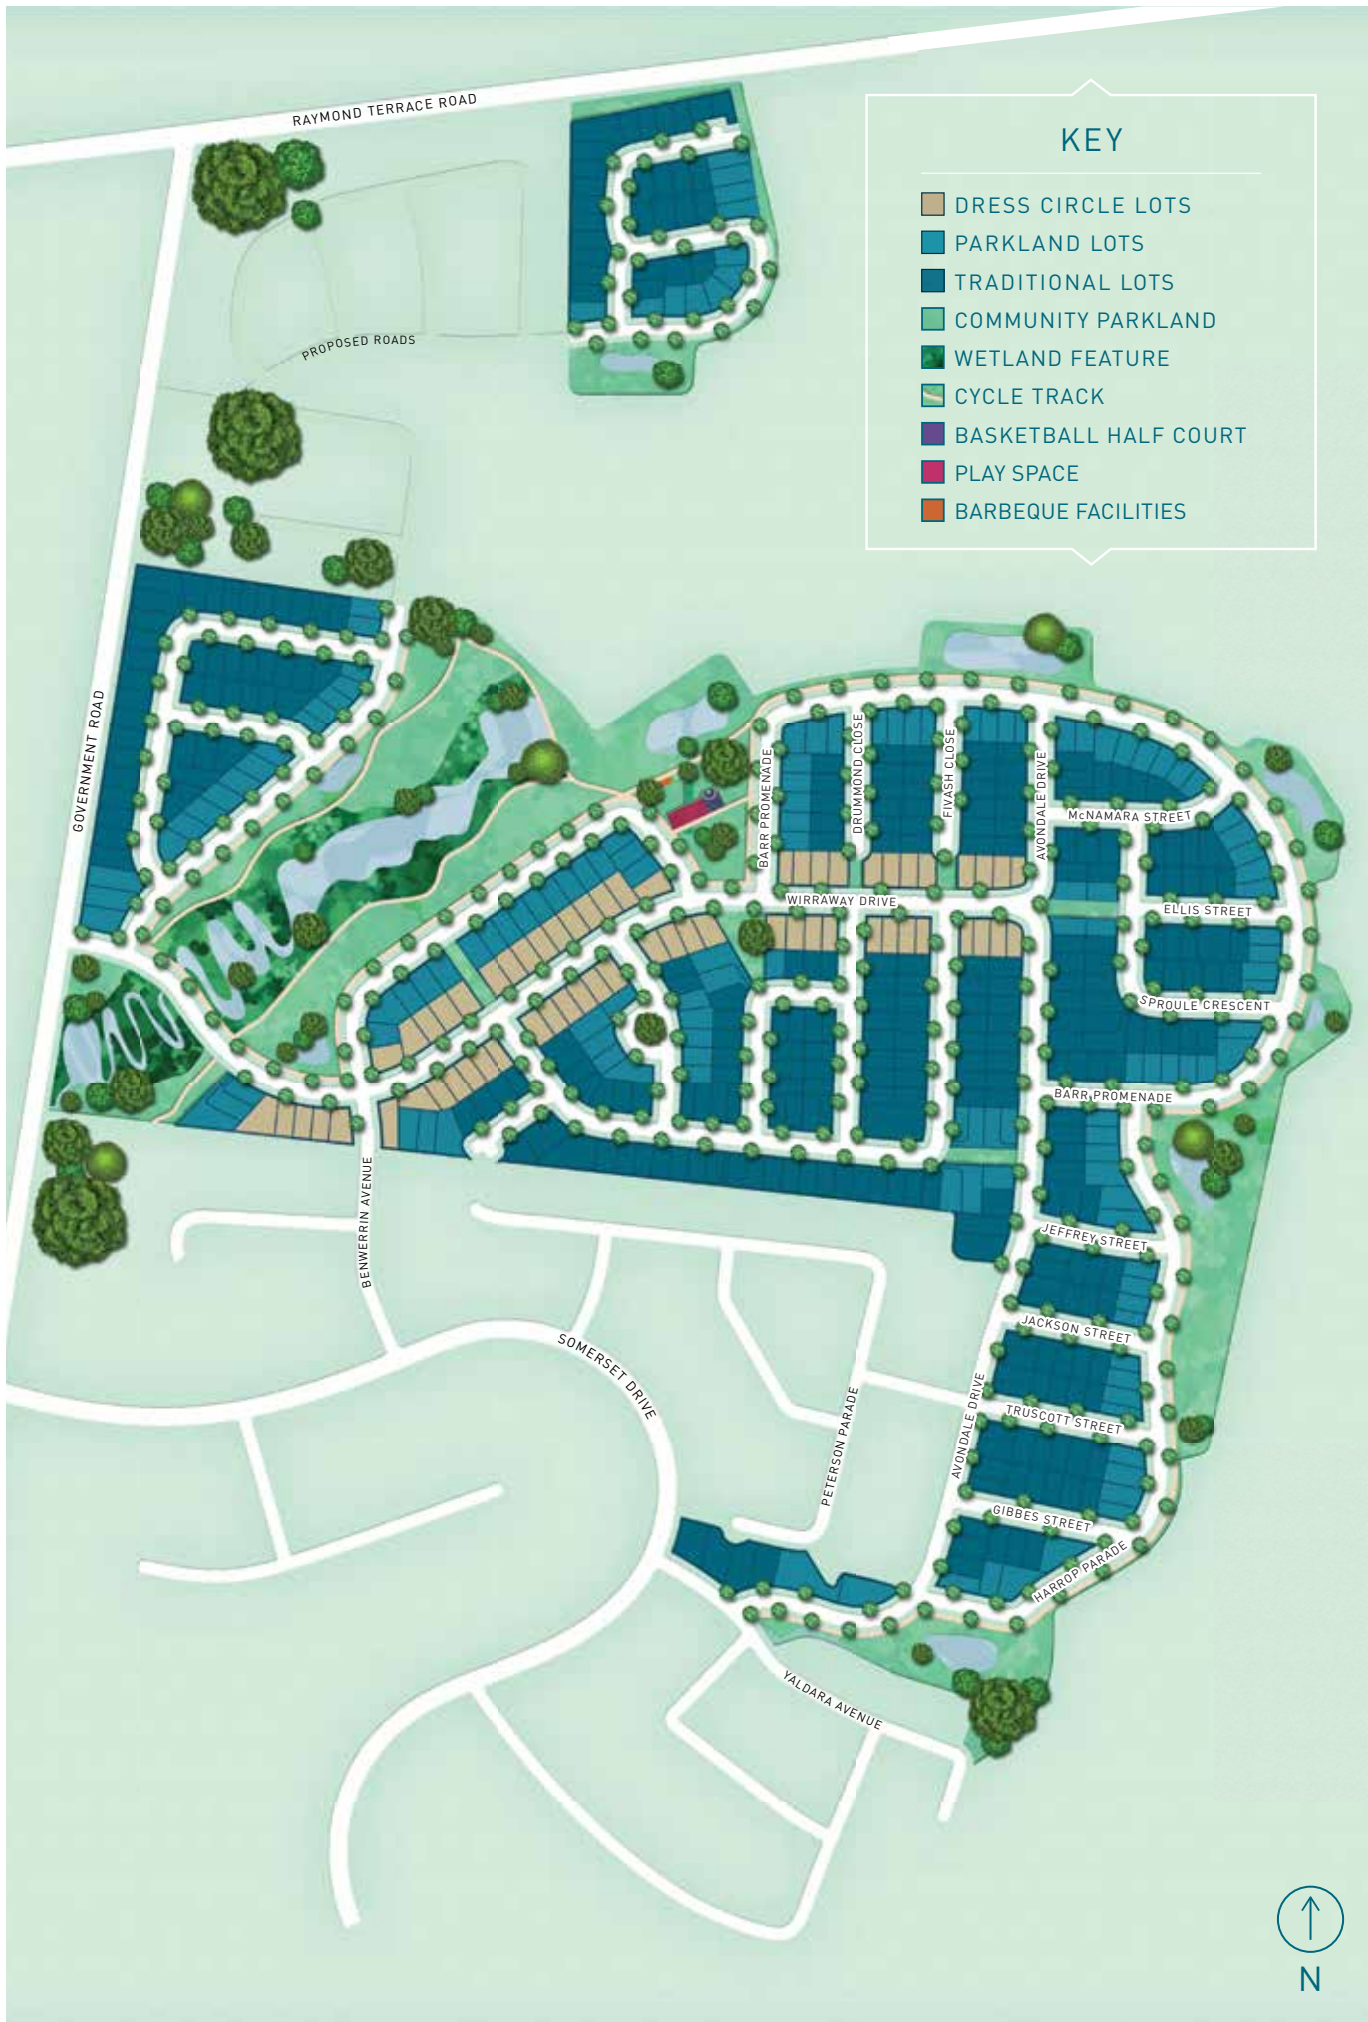 RAYMOND TERRACE ROAD
KEY
DRESS CIRCLE LOTS
PARKLAND LOTS
TRADITIONAL LOTS
COMMUNITY PARKLAND
WETLAND FEATURE
CYCLE TRACK
BASKETBALL HALF COURT
PLAY SPACE
BARBEQUE FACILITIES
PROPOSED ROADS
GOVERNMENT ROAD
BARR PROMENADE
DRUMMOND CLOSE
FIVASH CLOSE
AVONDALE DRIVE
McNAMARA STREET
WIRRAWAY DRIVE
ELLIS STREET
SPROULE CRESCENT
BARR PROMENADE
BENWERRIN AVENUE
JEFFREY STREET
JACKSON STREET
SOMERSET DRIVE
PETERSON PARADE
AVONDALE DRIVE
TRUSCOTT STREET
GIBBES STREET
HARROP PARADE
YALDARA AVENUE
N